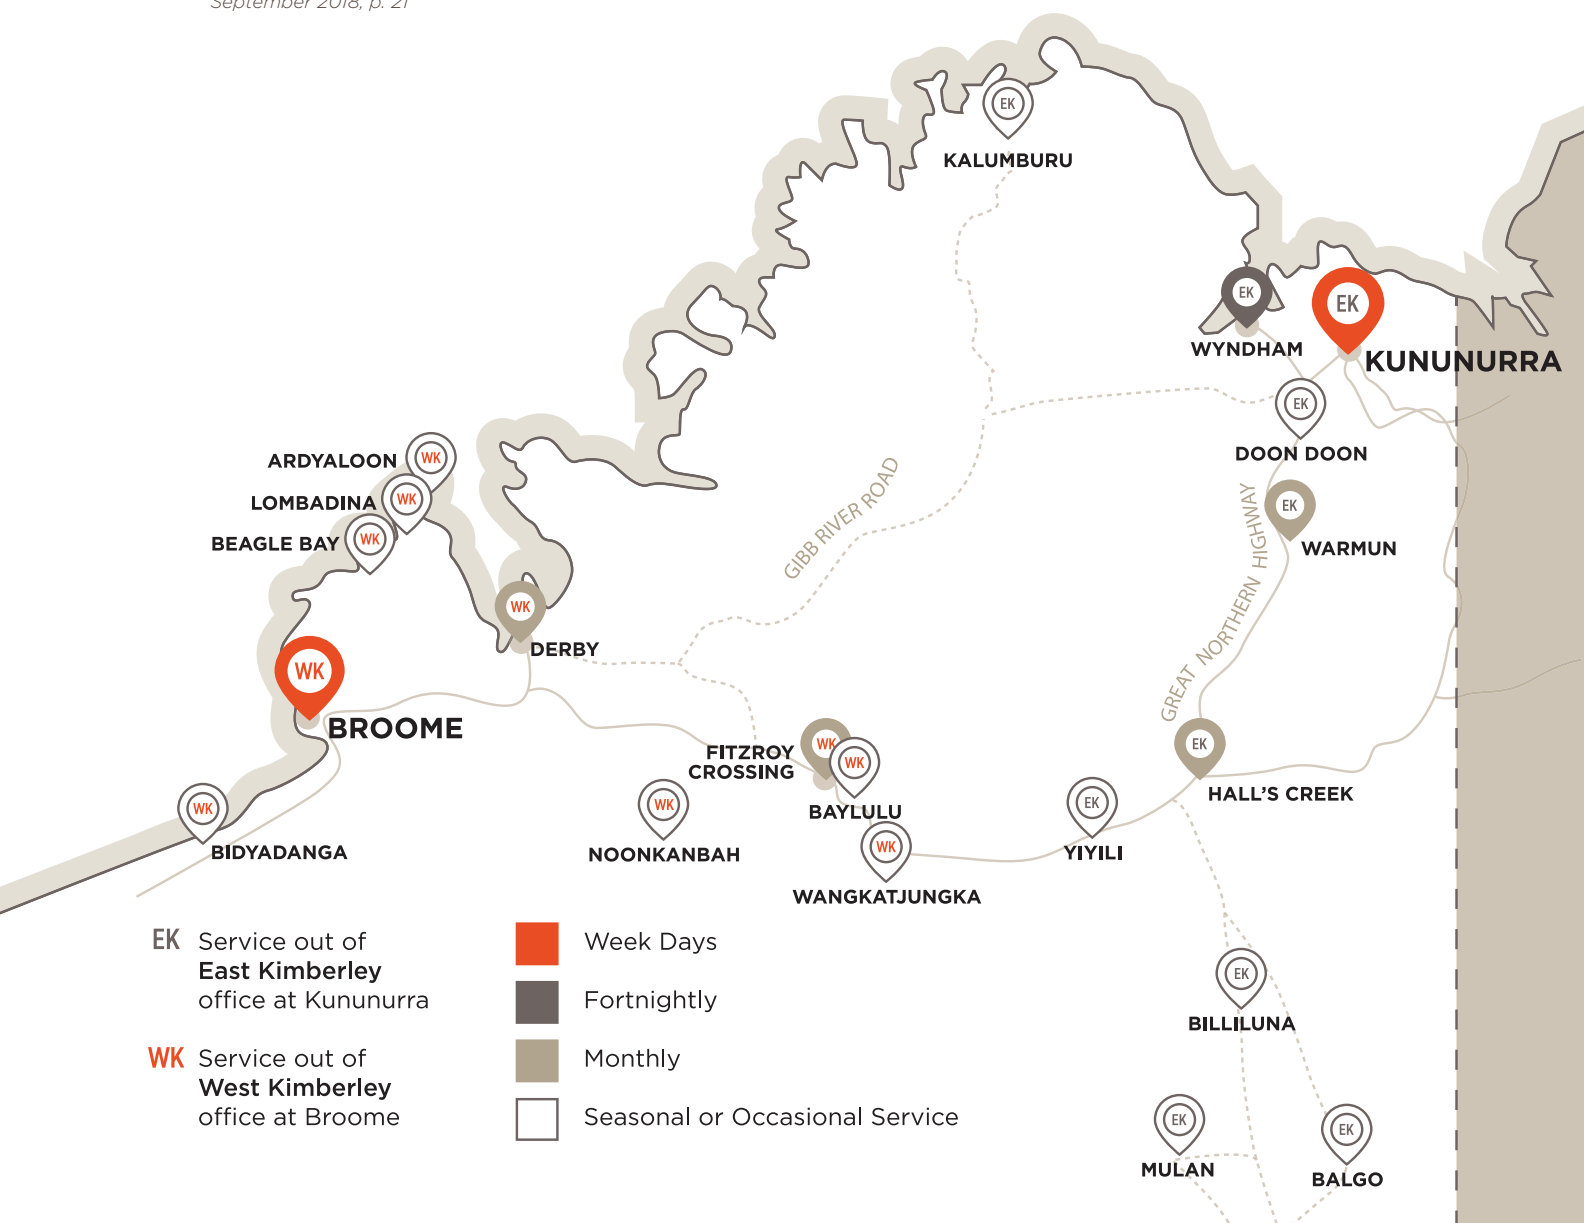 September 2018, p. 21
EK
KALUMBURU
EK
WYNDHAM
EK
KUNUNURRA
EK
DOON DOON
EK
WARMUN
GIBB RIVER ROAD
GREAT NORTHERN HIGHWAY
WK
ARDYALOON
WK
LOMBADINA
WK
BEAGLE BAY
WK
DERBY
WK
BROOME
WK
FITZROY
CROSSING
WK
BAYLULU
EK
HALL'S CREEK
WK
BIDYADANGA
WK
NOONKANBAH
WK
WANGKATJUNGKA
EK
YIYILI
EK
BILLILUNA
EK
MULAN
EK
BALGO
EK Service out of
East Kimberley
office at Kununurra
WK Service out of
West Kimberley
office at Broome
Week Days
Fortnightly
Monthly
Seasonal or Occasional Service